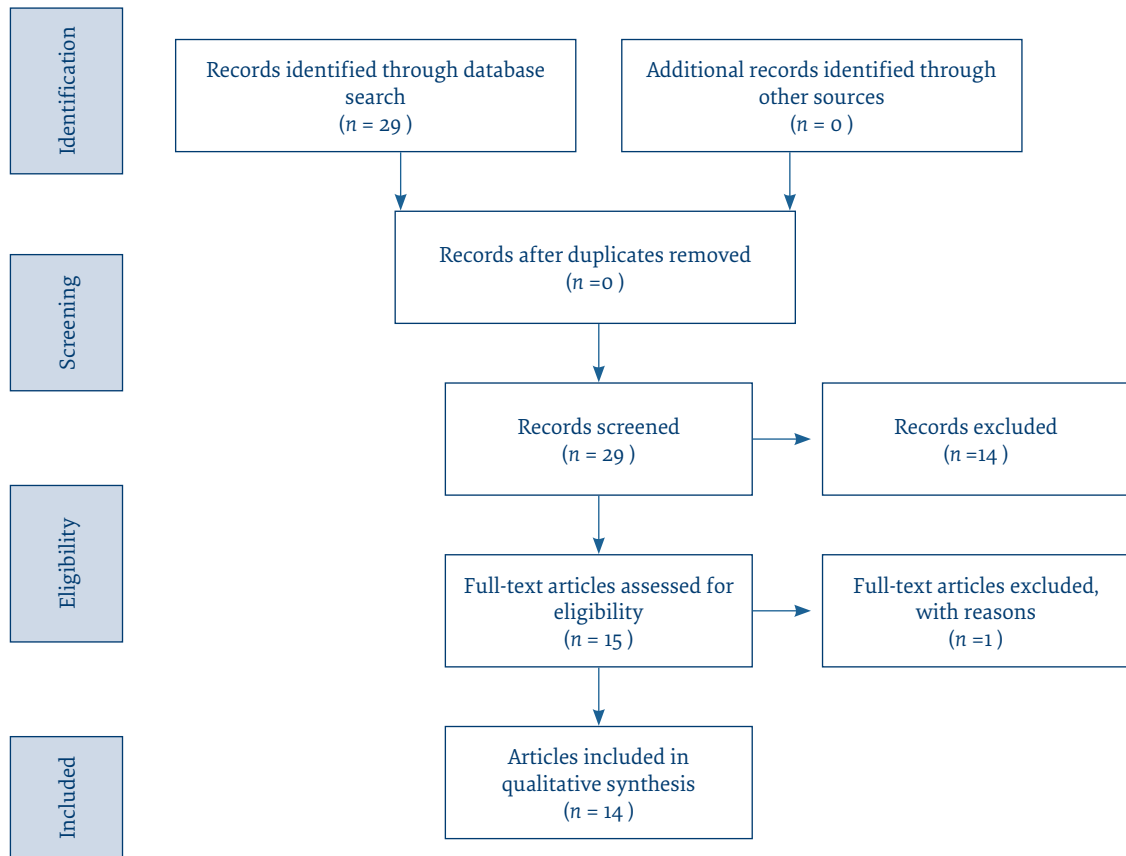 Identification
Records identified through database
search
(n = 29 )
Additional records identified through
other sources
(n = 0 )
Records after duplicates removed
(n =0 )
Screening
Records screened
(n = 29 )
Records excluded
(n =14 )
Eligibility
Full-text articles assessed for
eligibility
(n = 15 )
Full-text articles excluded,
with reasons
(n =1 )
Included
Articles included in
qualitative synthesis
(n = 14 )